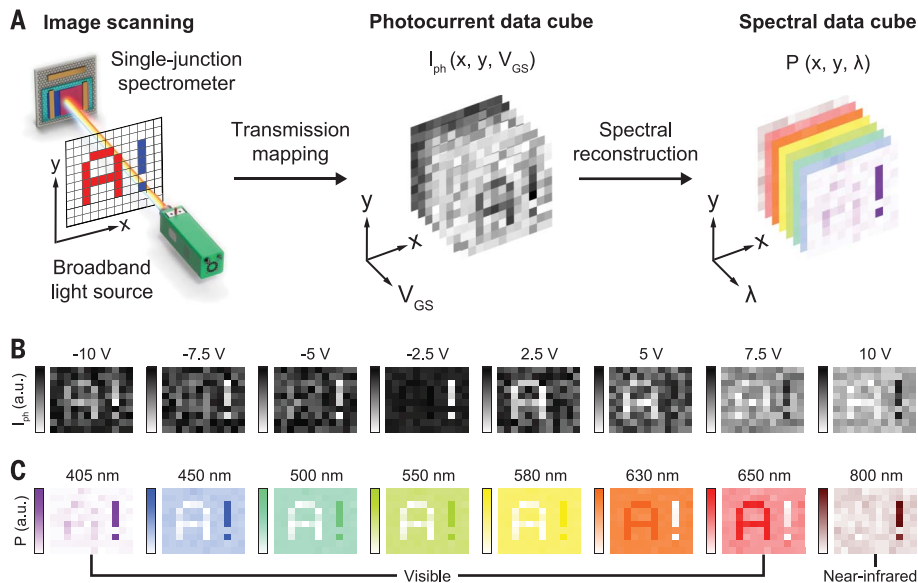 A
Image scanning
Single-junction
spectrometer
y
A!
x
Broadband
light source
Transmission
mapping
Photocurrent data cube
I_ph (x, y, V_GS)
A!
y
x
V_GS
Spectral
reconstruction
Spectral data cube
P (x, y, λ)
y
x
λ
B
-10 V
-7.5 V
-5 V
-2.5 V
2.5 V
5 V
7.5 V
10 V
I_ph (a.u.)
C
405 nm
450 nm
500 nm
550 nm
580 nm
630 nm
650 nm
800 nm
P (a.u.)
A! A! A! A! A! A!
Visible
Near-infrared